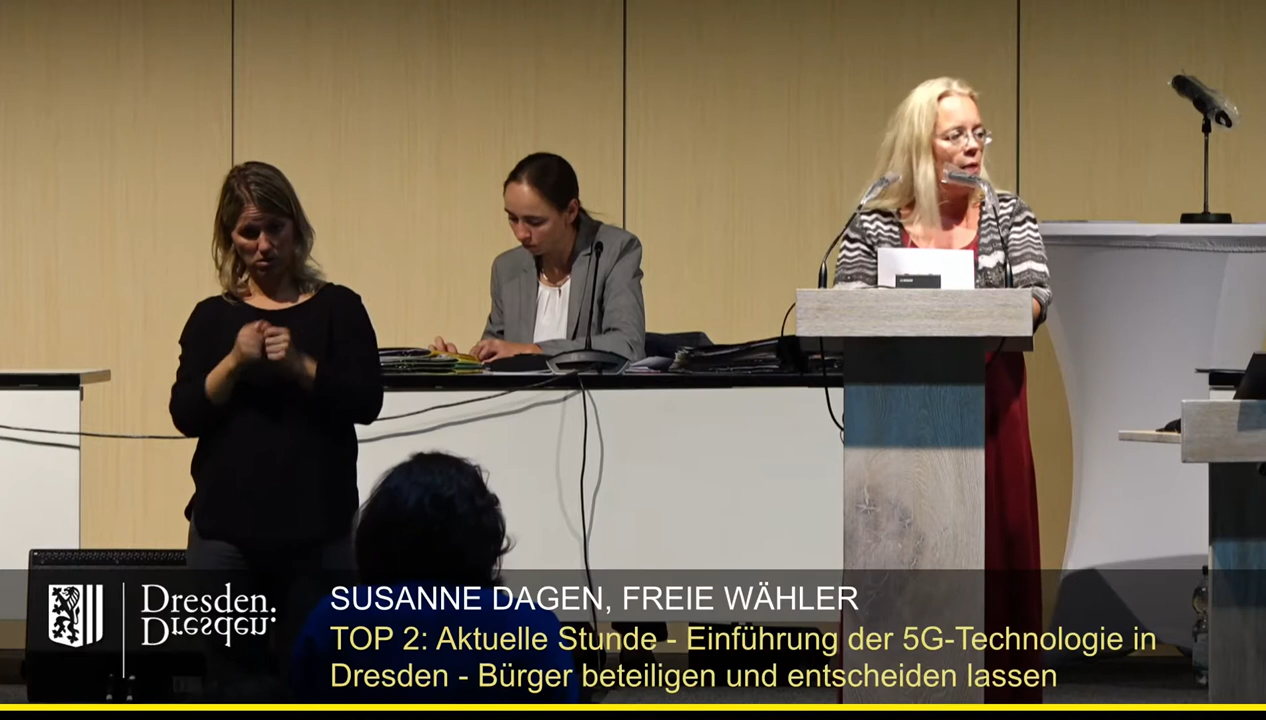 Dresden.
Dresden.
SUSANNE DAGEN, FREIE WÄHLER
TOP 2: Aktuelle Stunde - Einführung der 5G-Technologie in
Dresden - Bürger beteiligen und entscheiden lassen